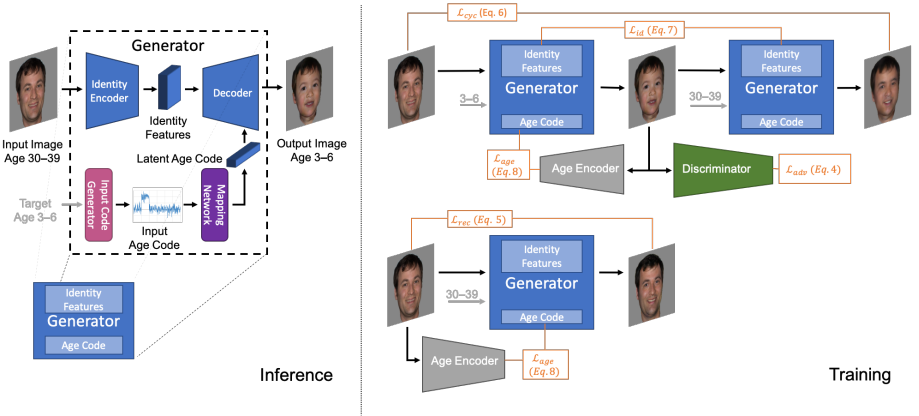 Generator
Identity
Encoder
Decoder
Identity
Features
Input Image
Age 30–39
Output Image
Age 3–6
Latent Age Code
Target
Age 3–6
Input Code
Generator
Input
Age Code
Mapping
Network
Identity
Features
Generator
Age Code
Inference
ℒcyc (Eq. 6)
ℒid (Eq. 7)
Identity
Features
Generator
Age Code
3–6
30–39
Identity
Features
Generator
Age Code
ℒage
(Eq. 8)
Age Encoder
Discriminator
ℒadv (Eq. 4)
ℒrec (Eq. 5)
Identity
Features
Generator
Age Code
30–39
Age Encoder
ℒage
(Eq. 8)
Training